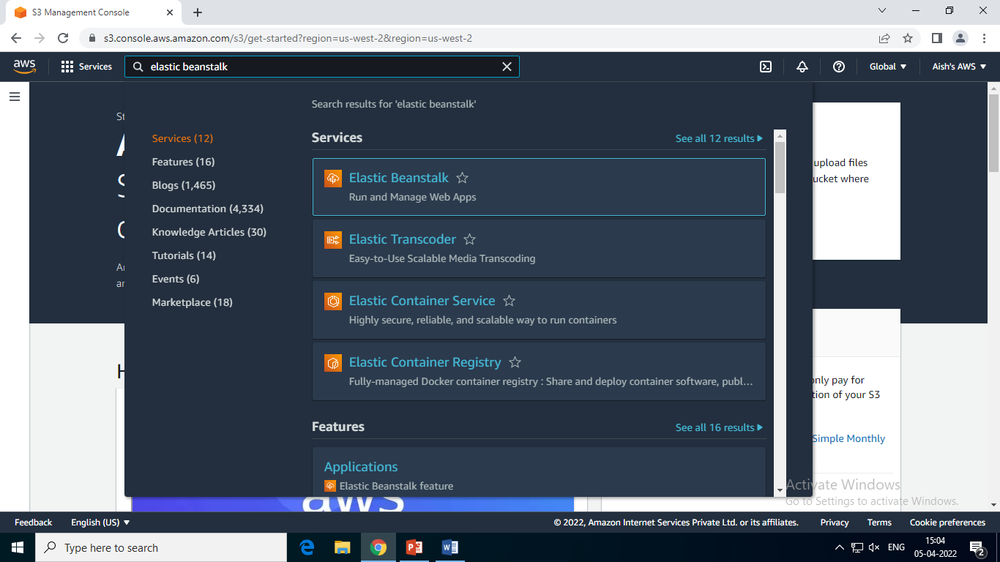 S3 Management Console
s3.console.aws.amazon.com/s3/get-started?region=us-west-2&region=us-west-2
aws
Services
elastic beanstalk
Global
Aish's AWS
Search results for 'elastic beanstalk'
Services (12)
Features (16)
Blogs (1,465)
Documentation (4,334)
Knowledge Articles (30)
Tutorials (14)
Events (6)
Marketplace (18)
Services
See all 12 results
Elastic Beanstalk
Run and Manage Web Apps
Elastic Transcoder
Easy-to-Use Scalable Media Transcoding
Elastic Container Service
Highly secure, reliable, and scalable way to run containers
Elastic Container Registry
Fully-managed Docker container registry : Share and deploy container software, publ...
Features
See all 16 results
Applications
Elastic Beanstalk feature
upload files
ucket where
only pay for
tion of your S3
Simple Monthly
aws
Activate Windows
Go to Settings to activate Windows.
Feedback
English (US)
© 2022, Amazon Internet Services Private Ltd. or its affiliates.
Privacy
Terms
Cookie preferences
Type here to search
ENG
15:04
05-04-2022
2